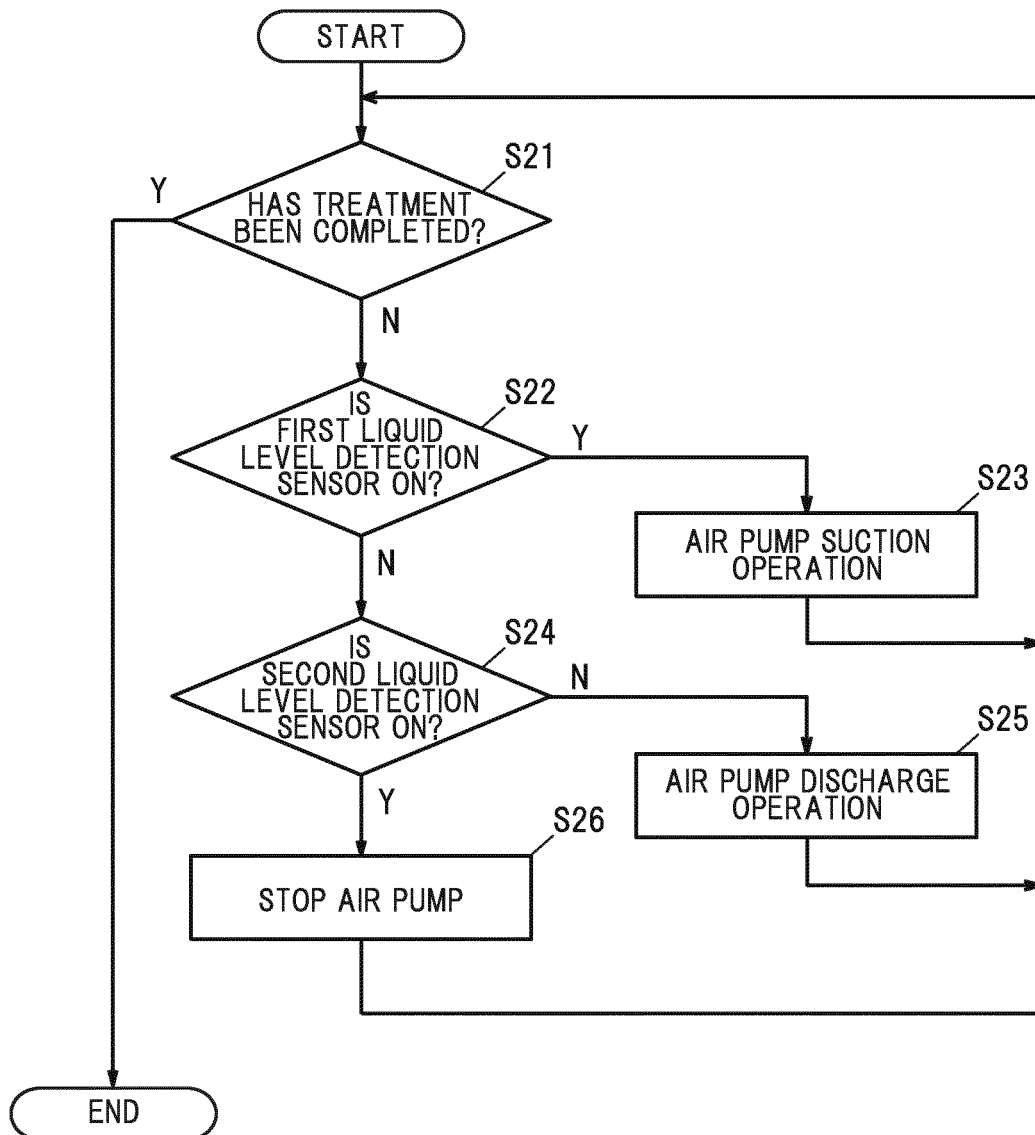 START
S21
Y
HAS TREATMENT
BEEN COMPLETED?
N
S22
IS
FIRST LIQUID
LEVEL DETECTION
SENSOR ON?
Y
S23
AIR PUMP SUCTION
OPERATION
N
S24
IS
SECOND LIQUID
LEVEL DETECTION
SENSOR ON?
N
S25
AIR PUMP DISCHARGE
OPERATION
Y
S26
STOP AIR PUMP
END